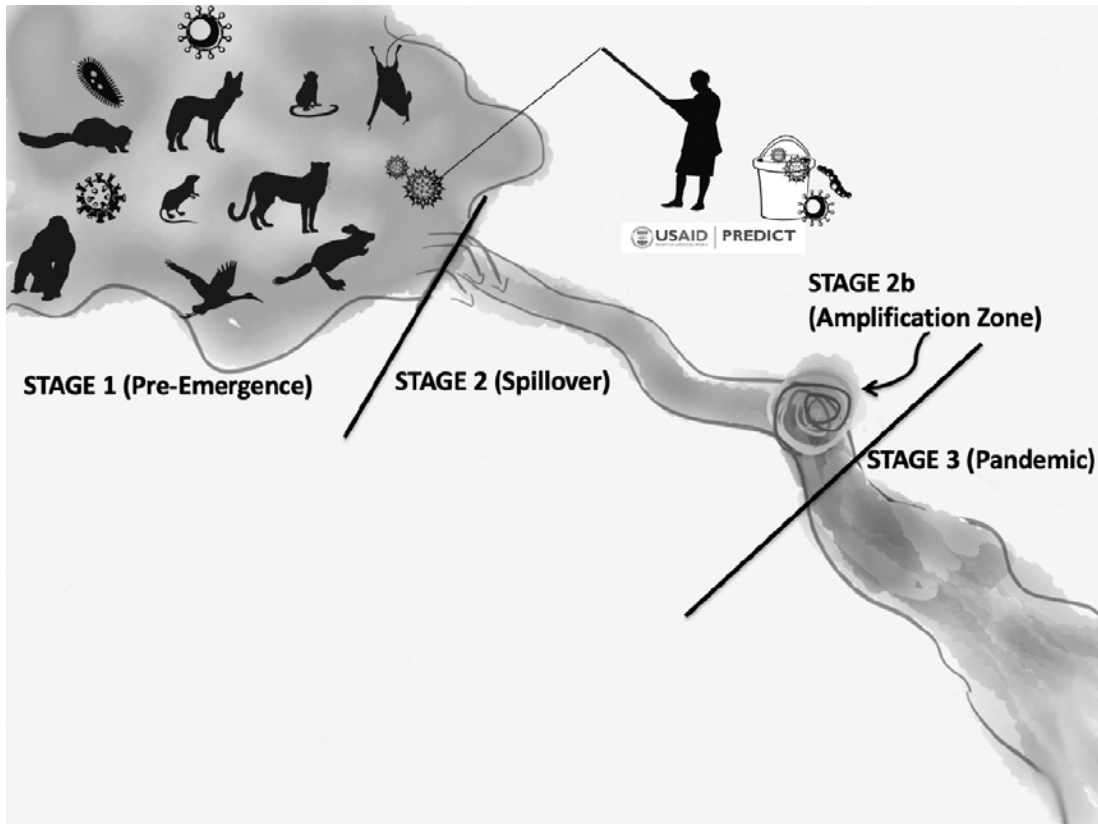 USAID | PREDICT
STAGE 2b
(Amplification Zone)
STAGE 1 (Pre-Emergence)
STAGE 2 (Spillover)
STAGE 3 (Pandemic)